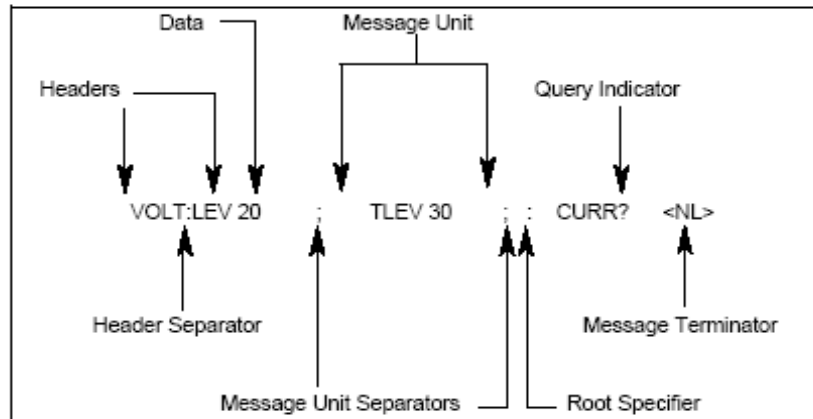 Data
Message Unit
Headers
Query Indicator
VOLT:LEV 20 ; TLEV 30 ; : CURR? <NL>
Header Separator
Message Terminator
Message Unit Separators
Root Specifier